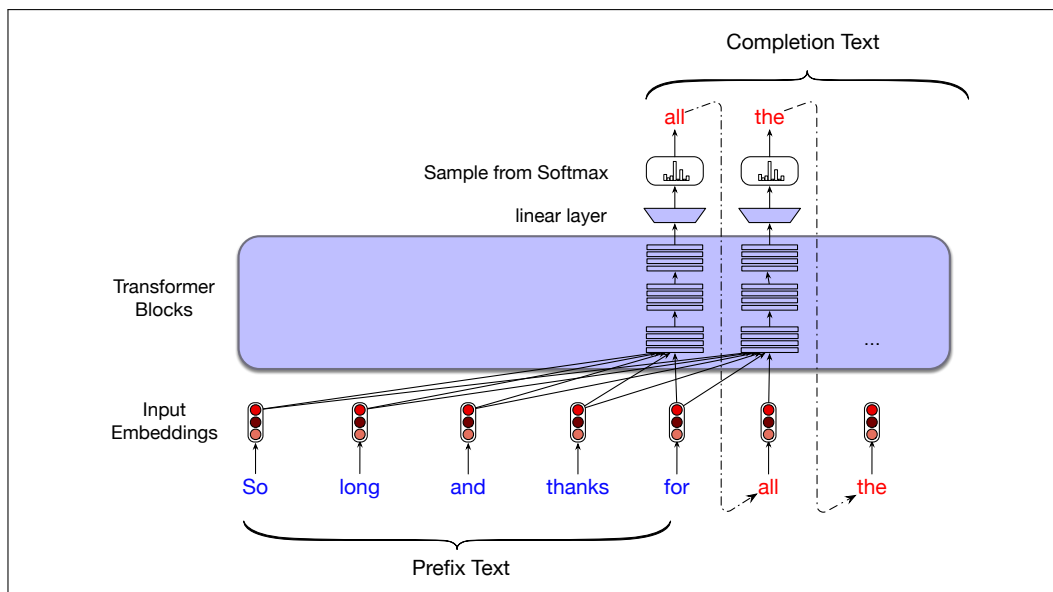 Completion Text
all the
Sample from Softmax
linear layer
Transformer
Blocks
...
Input
Embeddings
So long and thanks for all the
Prefix Text